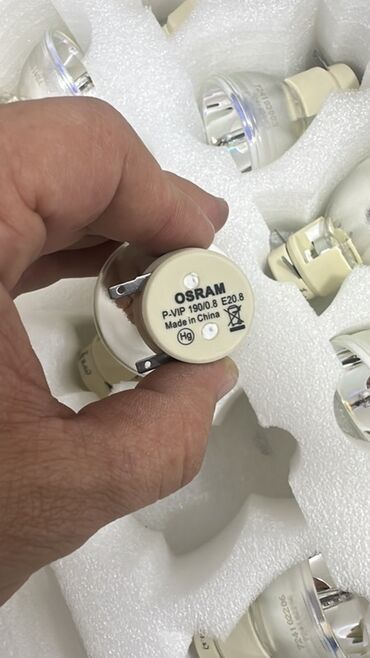 OSRAM
P-VIP 190/0.8 E20.8
Made in China
Hg